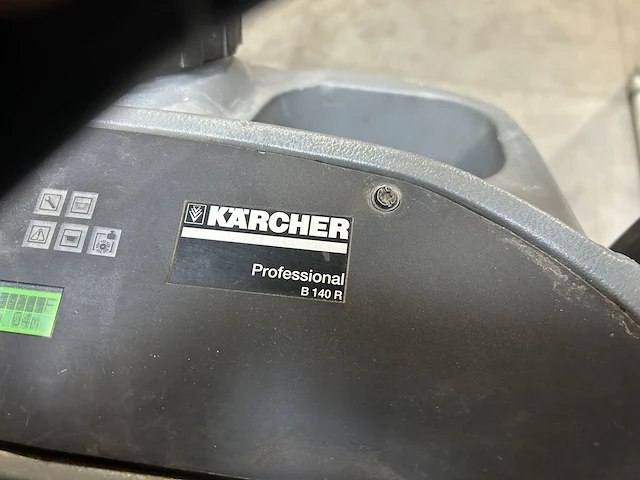 KÄRCHER
Professional
B 140 R